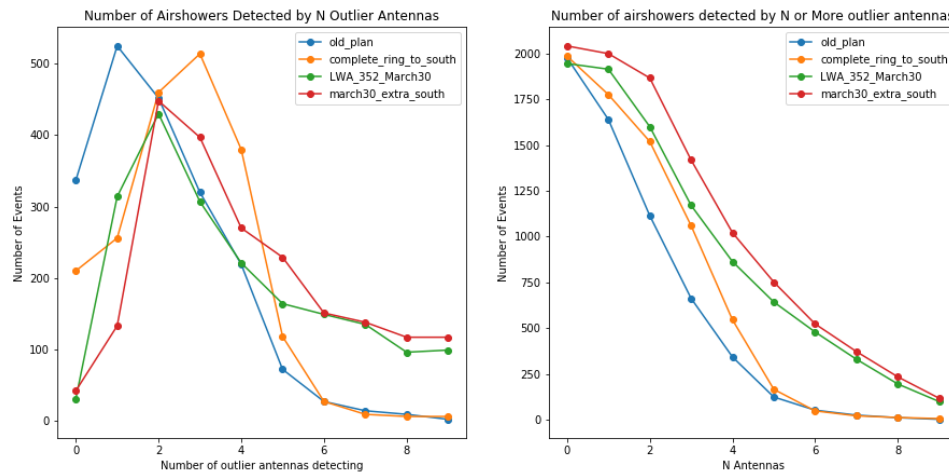 Number of Airshowers Detected by N Outlier Antennas
500
400
300
200
100
0
Number of Events
0 2 4 6 8
Number of outlier antennas detecting
old_plan
complete_ring_to_south
LWA_352_March30
march30_extra_south
Number of airshowers detected by N or More outlier antennas
2000
1750
1500
1250
1000
750
500
250
0
Number of Events
0 2 4 6 8
N Antennas
old_plan
complete_ring_to_south
LWA_352_March30
march30_extra_south